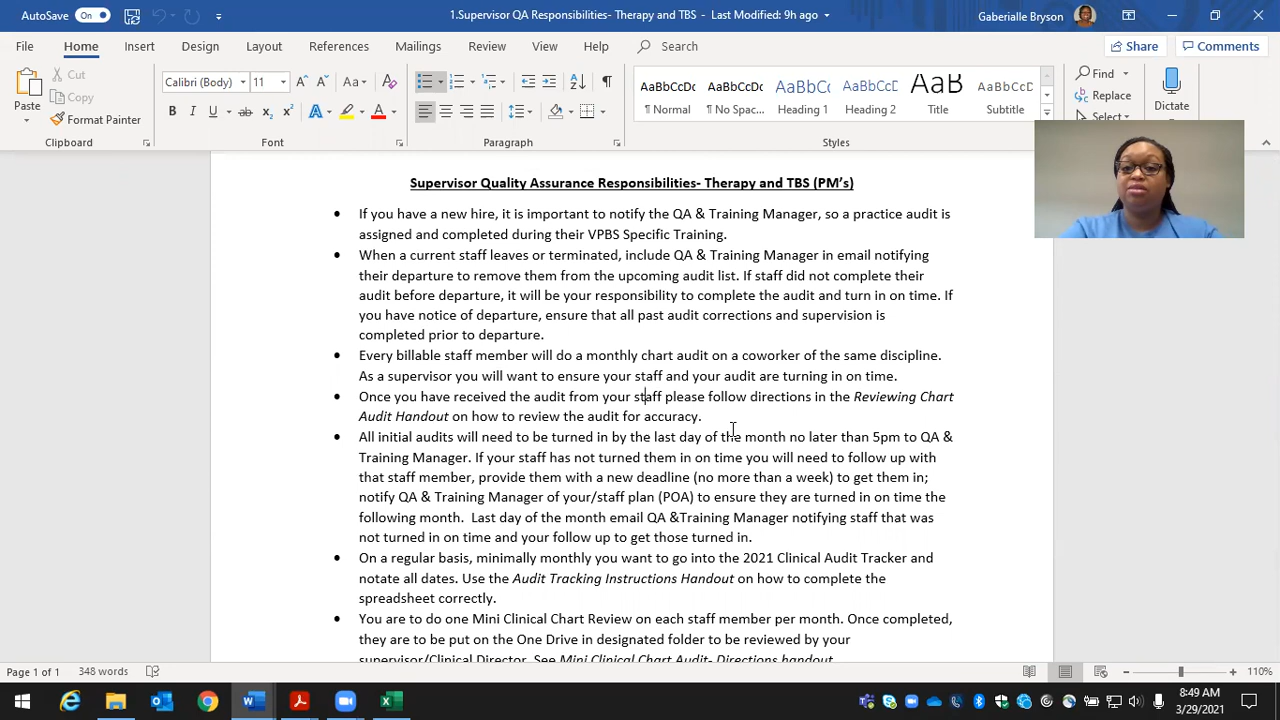 AutoSave On 1.Supervisor QA Responsibilities- Therapy and TBS - Last Modified: 9h ago Gaberialle Bryson
File Home Insert Design Layout References Mailings Review View Help Search Share Comments
Paste
Cut
Copy
Format Painter
Calibri (Body) 11
AaBbCcDc AaBbCcDc AaBbCc AaBbCcD AaB AaBbCcD
¶ Normal ¶ No Spac... Heading 1 Heading 2 Title Subtitle
Find
Replace
Select
Dictate
Clipboard Font Paragraph Styles
Supervisor Quality Assurance Responsibilities- Therapy and TBS (PM's)
• If you have a new hire, it is important to notify the QA & Training Manager, so a practice audit is
assigned and completed during their VPBS Specific Training.
• When a current staff leaves or terminated, include QA & Training Manager in email notifying
their departure to remove them from the upcoming audit list. If staff did not complete their
audit before departure, it will be your responsibility to complete the audit and turn in on time. If
you have notice of departure, ensure that all past audit corrections and supervision is
completed prior to departure.
• Every billable staff member will do a monthly chart audit on a coworker of the same discipline.
As a supervisor you will want to ensure your staff and your audit are turning in on time.
• Once you have received the audit from your staff please follow directions in the Reviewing Chart
Audit Handout on how to review the audit for accuracy.
• All initial audits will need to be turned in by the last day of the month no later than 5pm to QA &
Training Manager. If your staff has not turned them in on time you will need to follow up with
that staff member, provide them with a new deadline (no more than a week) to get them in;
notify QA & Training Manager of your/staff plan (POA) to ensure they are turned in on time the
following month.  Last day of the month email QA &Training Manager notifying staff that was
not turned in on time and your follow up to get those turned in.
• On a regular basis, minimally monthly you want to go into the 2021 Clinical Audit Tracker and
notate all dates. Use the Audit Tracking Instructions Handout on how to complete the
spreadsheet correctly.
• You are to do one Mini Clinical Chart Review on each staff member per month. Once completed,
they are to be put on the One Drive in designated folder to be reviewed by your
supervisor/Clinical Director. See Mini Clinical Chart Audit- Directions handout
Page 1 of 1 348 words 110%
8:49 AM
3/29/2021